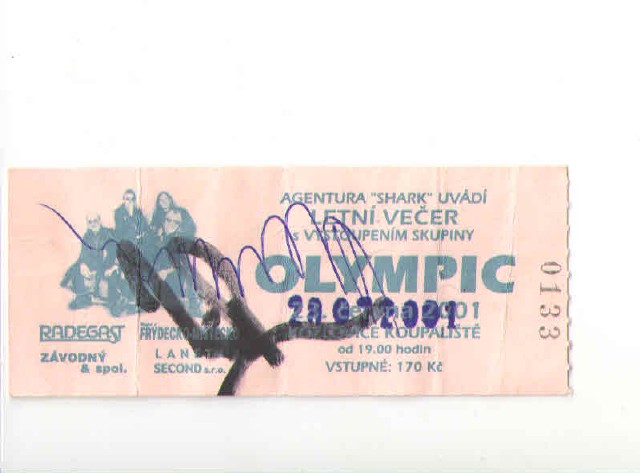 AGENTURA "SHARK" UVÁDÍ
LETNÍ VEČER
s VYSTOUPENÍM SKUPINY
OLYMPIC
2001
KOUPALIŠTĚ
od 19.00 hodin
VSTUPNÉ: 170 Kč
RADEGAST
ZÁVODNÝ
& spol.
SECOND s.r.o.
0133